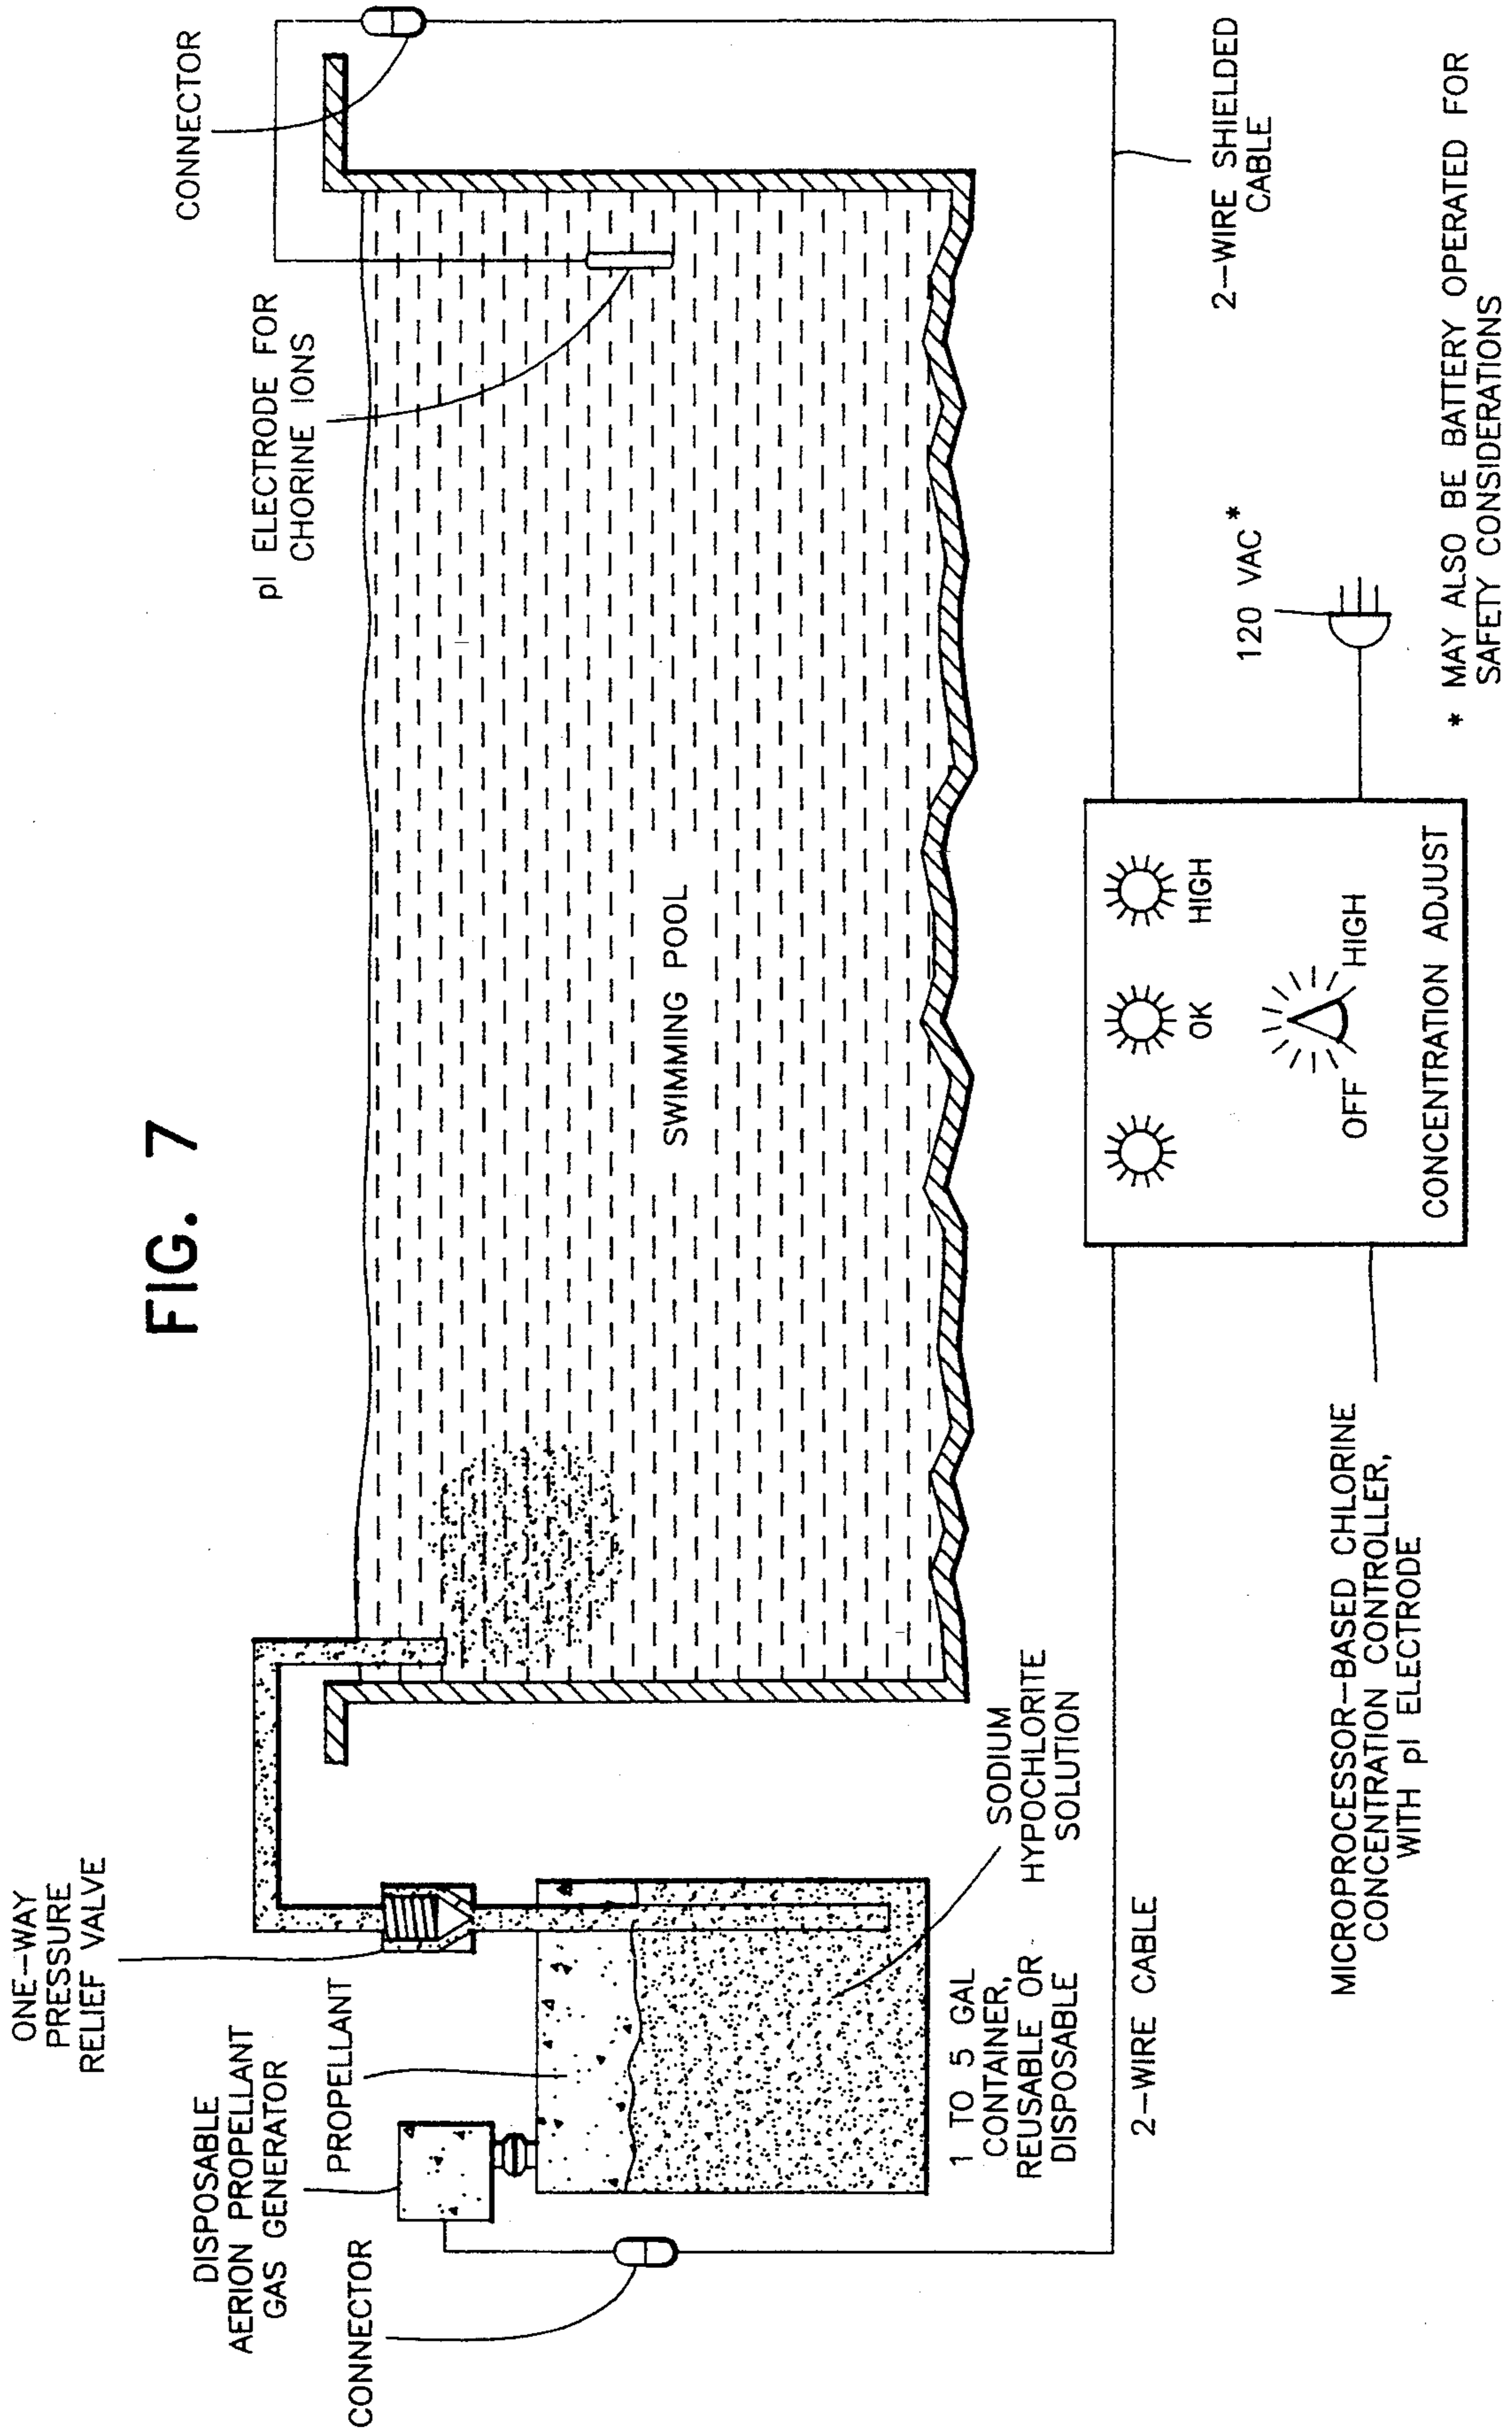 FIG. 7
ONE-WAY
PRESSURE
RELIEF VALVE
DISPOSABLE
AERION PROPELLANT
GAS GENERATOR
PROPELLANT
CONNECTOR
pI ELECTRODE FOR
CHORINE IONS
CONNECTOR
SWIMMING POOL
SODIUM
HYPOCHLORITE
SOLUTION
1 TO 5 GAL
CONTAINER,
REUSABLE OR
DISPOSABLE
2-WIRE CABLE
2-WIRE SHIELDED
CABLE
OK
HIGH
OFF
HIGH
CONCENTRATION ADJUST
120 VAC*
MICROPROCESSOR-BASED CHLORINE
CONCENTRATION CONTROLLER,
WITH pI ELECTRODE
* MAY ALSO BE BATTERY OPERATED FOR
SAFETY CONSIDERATIONS